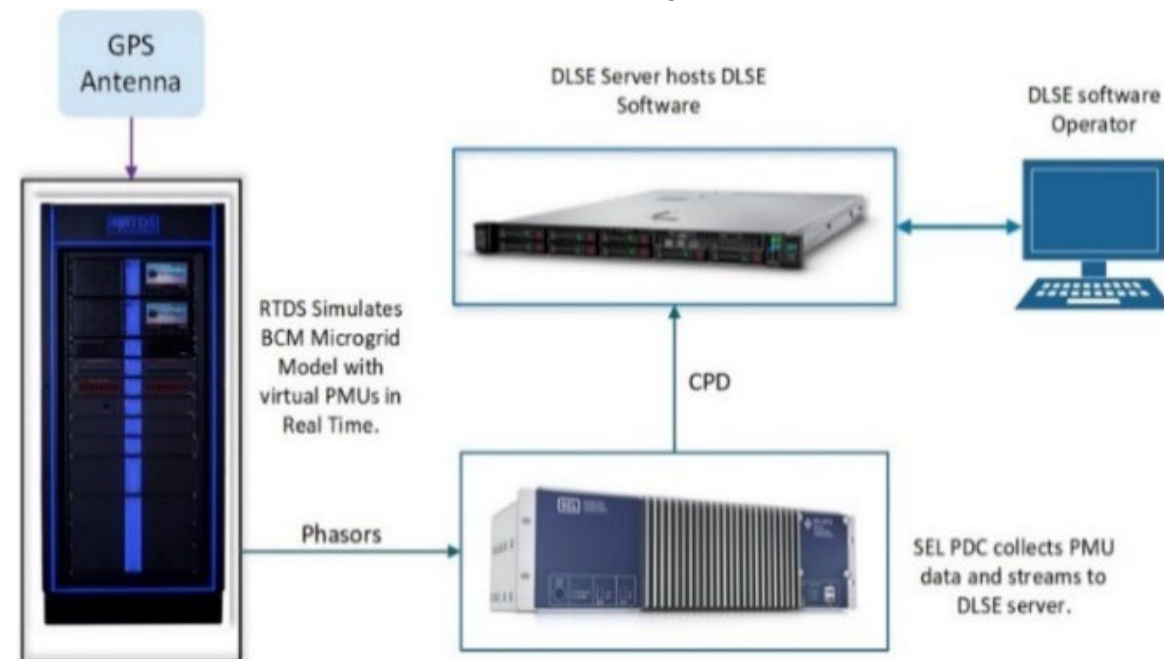 GPS
Antenna
DLSE Server hosts DLSE
Software
DLSE software
Operator
RTDS Simulates
BCM Microgrid
Model with
virtual PMUs in
Real Time.
CPD
Phasors
SEL
SEL PDC collects PMU
data and streams to
DLSE server.